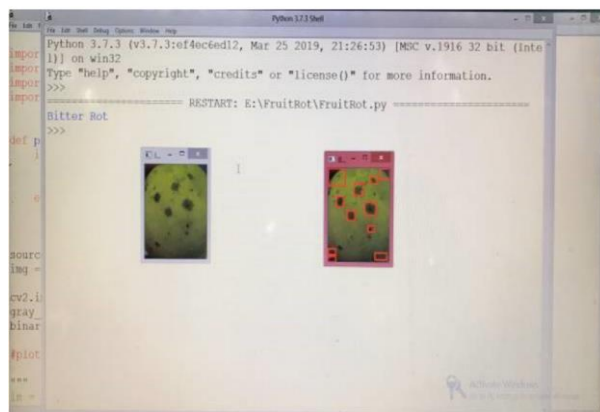 Python 3.7.3 Shell
File Edit Shell Debug Options Window Help
Python 3.7.3 (v3.7.3:ef4ec6ed12, Mar 25 2019, 21:26:53) [MSC v.1916 32 bit (Inte
l)] on win32
Type "help", "copyright", "credits" or "license()" for more information.
>>>
==================== RESTART: E:\FruitRot\FruitRot.py ====================
Bitter Rot
>>>
impor
impor
impor
impor
def p
i
e
sourc
img =
cv2.i
gray_
binar
#plot
"""
Activate Windows